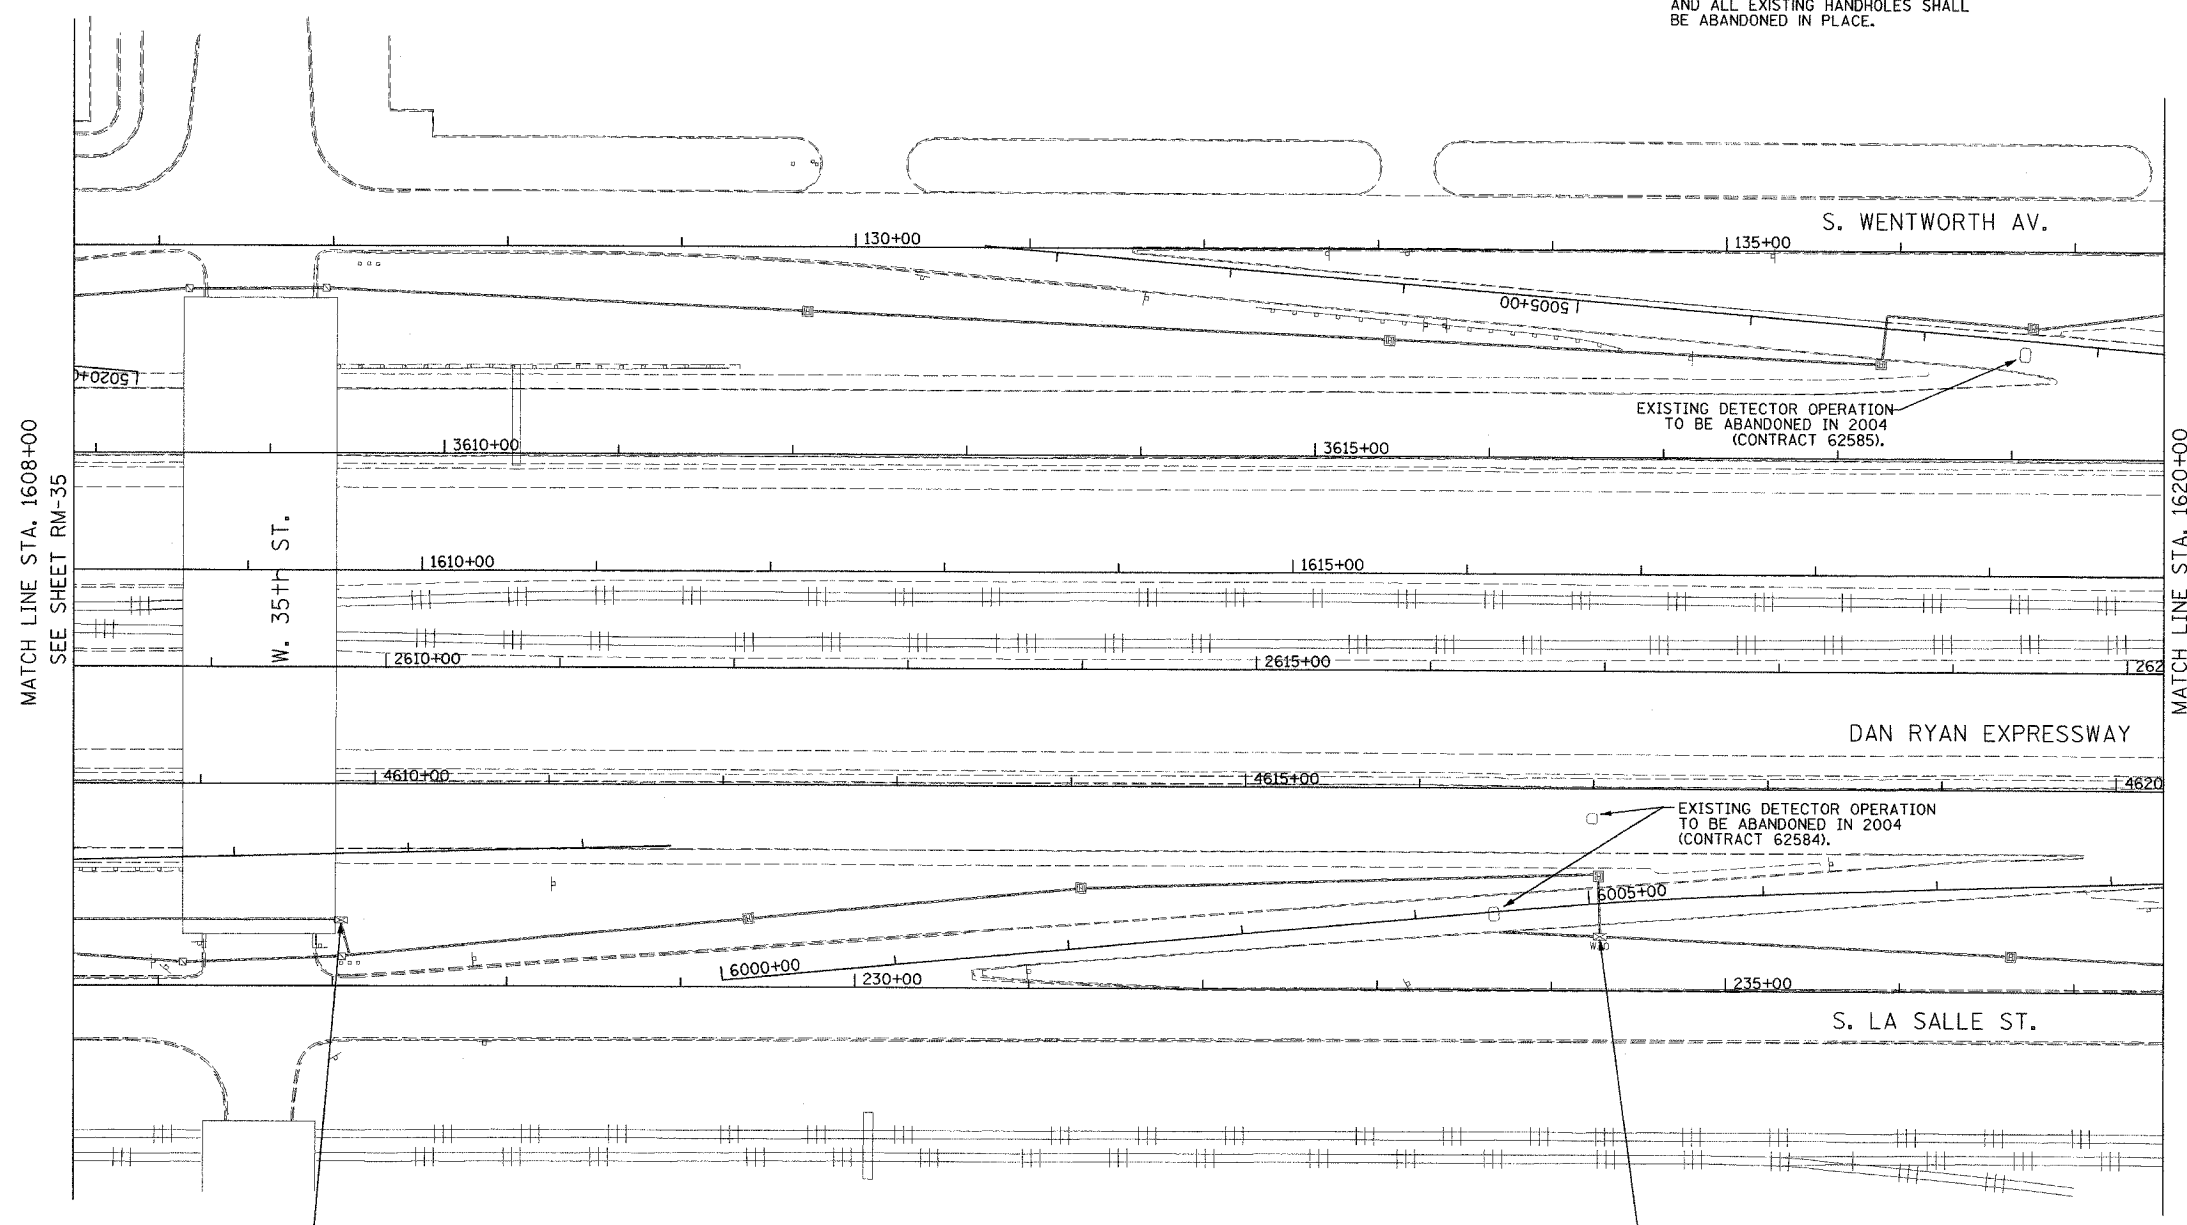 AND ALL EXISTING HANDHOLES SHALL
BE ABANDONED IN PLACE.
S. WENTWORTH AV.
130+00
135+00
5005+00
5020+0
EXISTING DETECTOR OPERATION
TO BE ABANDONED IN 2004
(CONTRACT 62585).
3610+00
3615+00
MATCH LINE STA. 1608+00
SEE SHEET RM-35
MATCH LINE STA. 1620+00
W. 35th ST.
1610+00
1615+00
2610+00
2615+00
262
DAN RYAN EXPRESSWAY
4610+00
4615+00
4620
EXISTING DETECTOR OPERATION
TO BE ABANDONED IN 2004
(CONTRACT 62584).
6005+00
6000+00
230+00
235+00
S. LA SALLE ST.